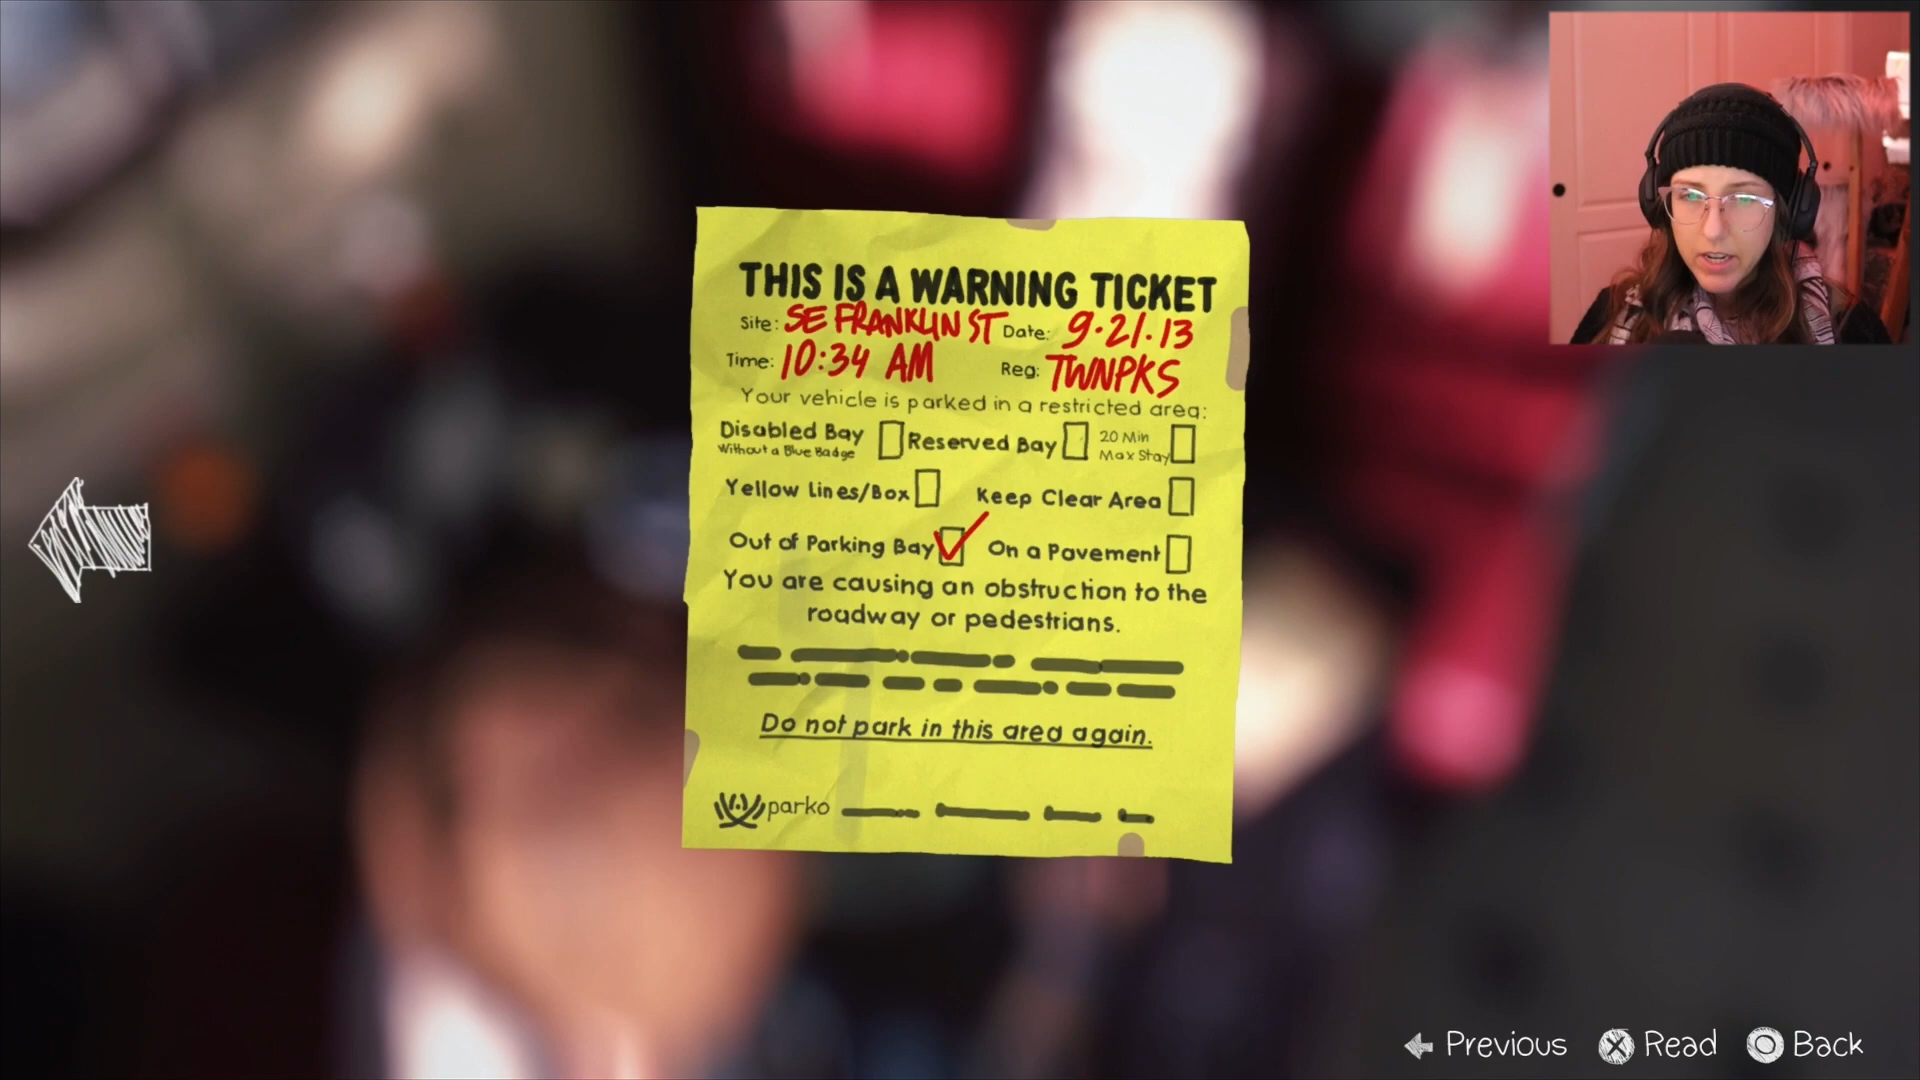 THIS IS A WARNING TICKET
Site: SE FRANKLIN ST Date: 9.21.13
Time: 10:34 AM Reg: TWNPKS
Your vehicle is parked in a restricted area:
Disabled Bay Reserved Bay 20 Min
Without a Blue Badge Max Stay
Yellow Lines/Box Keep Clear Area
Out of Parking Bay On a Pavement
You are causing an obstruction to the
roadway or pedestrians.
Do not park in this area again.
parko
Previous Read Back